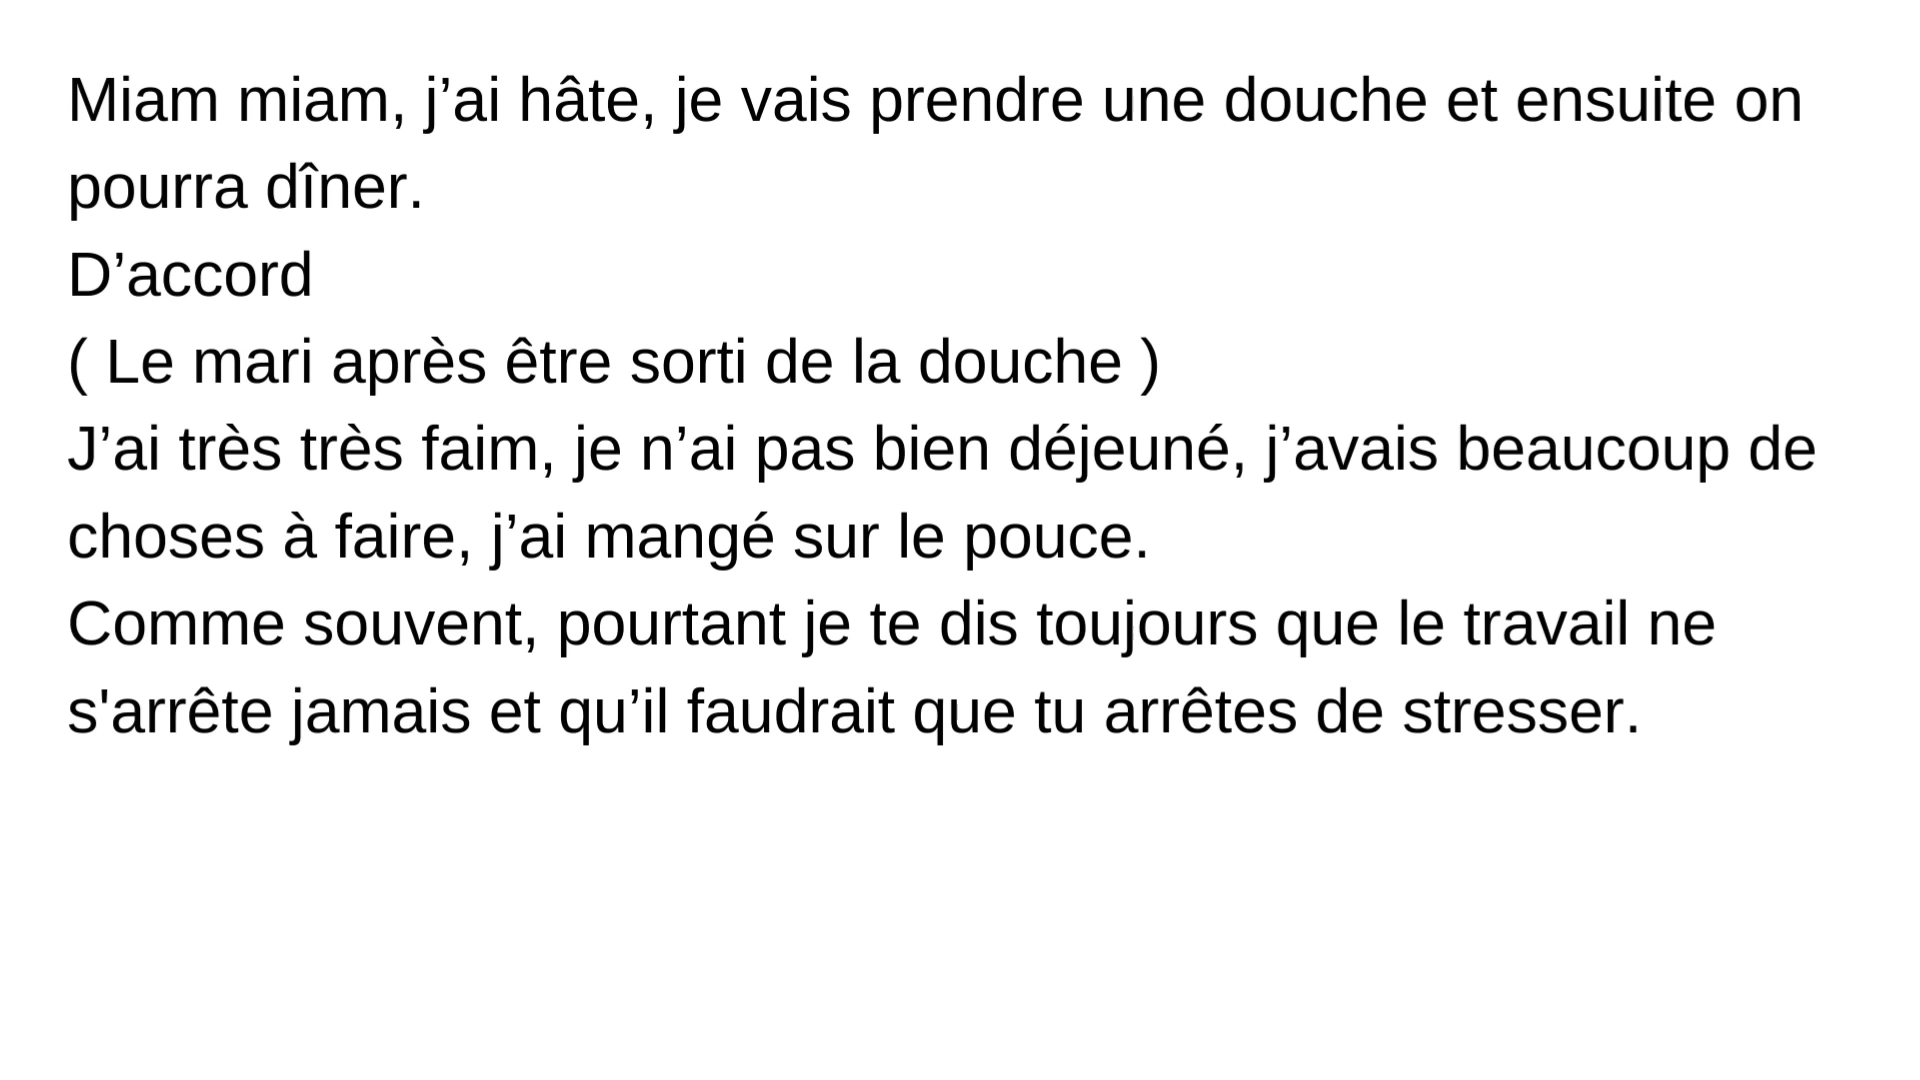 Miam miam, j’ai hâte, je vais prendre une douche et ensuite on
pourra dîner.
D’accord
( Le mari après être sorti de la douche )
J’ai très très faim, je n’ai pas bien déjeuné, j’avais beaucoup de
choses à faire, j’ai mangé sur le pouce.
Comme souvent, pourtant je te dis toujours que le travail ne
s'arrête jamais et qu’il faudrait que tu arrêtes de stresser.